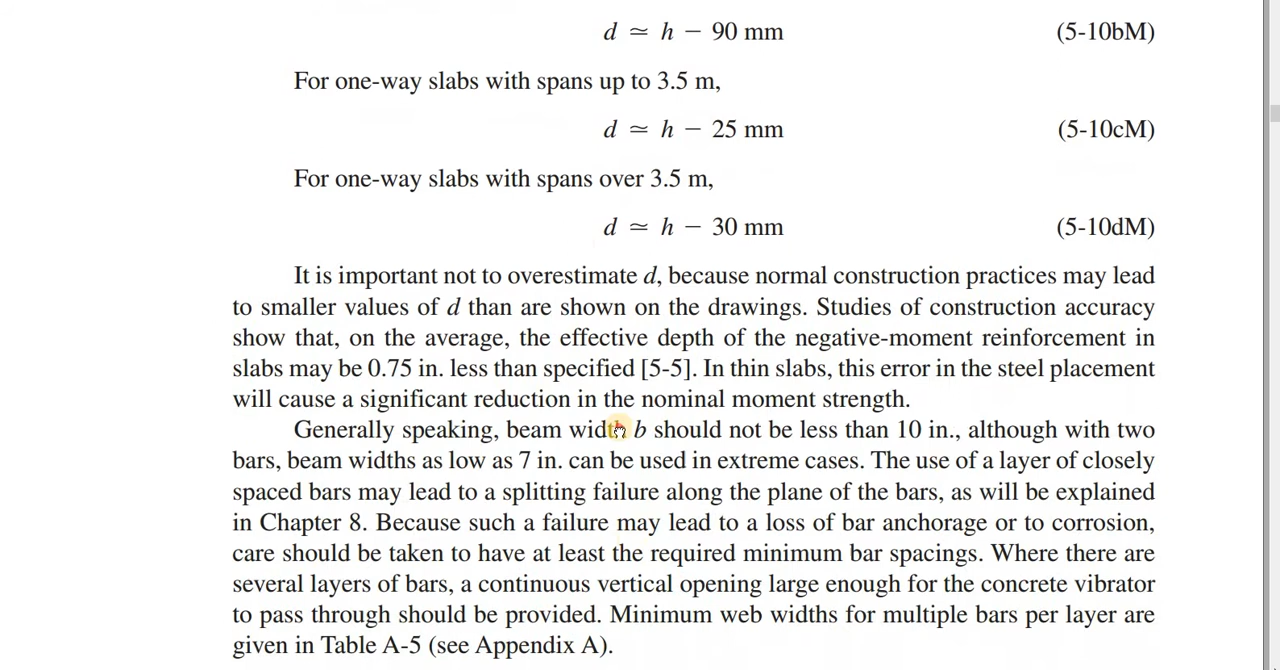 d ≃ h − 90 mm (5-10bM)
For one-way slabs with spans up to 3.5 m,
d ≃ h − 25 mm (5-10cM)
For one-way slabs with spans over 3.5 m,
d ≃ h − 30 mm (5-10dM)
It is important not to overestimate d, because normal construction practices may lead
to smaller values of d than are shown on the drawings. Studies of construction accuracy
show that, on the average, the effective depth of the negative-moment reinforcement in
slabs may be 0.75 in. less than specified [5-5]. In thin slabs, this error in the steel placement
will cause a significant reduction in the nominal moment strength.
Generally speaking, beam width b should not be less than 10 in., although with two
bars, beam widths as low as 7 in. can be used in extreme cases. The use of a layer of closely
spaced bars may lead to a splitting failure along the plane of the bars, as will be explained
in Chapter 8. Because such a failure may lead to a loss of bar anchorage or to corrosion,
care should be taken to have at least the required minimum bar spacings. Where there are
several layers of bars, a continuous vertical opening large enough for the concrete vibrator
to pass through should be provided. Minimum web widths for multiple bars per layer are
given in Table A-5 (see Appendix A).